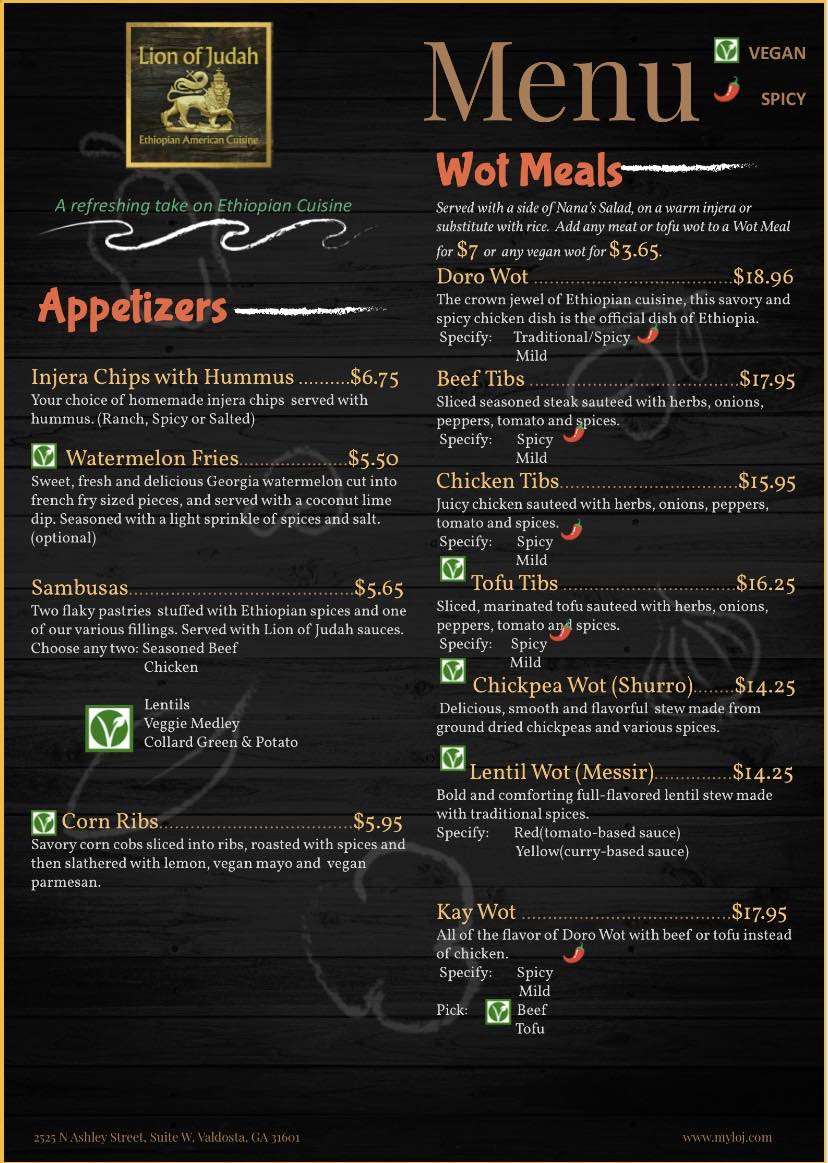 Lion of Judah
Ethiopian American Cuisine
A refreshing take on Ethiopian Cuisine
Appetizers
Injera Chips with Hummus ..........$6.75
Your choice of homemade injera chips served with
hummus. (Ranch, Spicy or Salted)
Watermelon Fries.....................$5.50
Sweet, fresh and delicious Georgia watermelon cut into
french fry sized pieces, and served with a coconut lime
dip. Seasoned with a light sprinkle of spices and salt.
(optional)
Sambusas...........................................$5.65
Two flaky pastries stuffed with Ethiopian spices and one
of our various fillings. Served with Lion of Judah sauces.
Choose any two: Seasoned Beef
Chicken
Lentils
Veggie Medley
Collard Green & Potato
Corn Ribs.....................................$5.95
Savory corn cobs sliced into ribs, roasted with spices and
then slathered with lemon, vegan mayo and vegan
parmesan.
Menu
VEGAN
SPICY
Wot Meals
Served with a side of Nana's Salad, on a warm injera or
substitute with rice. Add any meat or tofu wot to a Wot Meal
for $7 or any vegan wot for $3.65.
Doro Wot ......................................$18.96
The crown jewel of Ethiopian cuisine, this savory and
spicy chicken dish is the official dish of Ethiopia.
Specify: Traditional/Spicy
Mild
Beef Tibs ........................................$17.95
Sliced seasoned steak sauteed with herbs, onions,
peppers, tomato and spices.
Specify: Spicy
Mild
Chicken Tibs..................................$15.95
Juicy chicken sauteed with herbs, onions, peppers,
tomato and spices.
Specify: Spicy
Mild
Tofu Tibs ..................................$16.25
Sliced, marinated tofu sauteed with herbs, onions,
peppers, tomato and spices.
Specify: Spicy
Mild
Chickpea Wot (Shurro)........$14.25
Delicious, smooth and flavorful stew made from
ground dried chickpeas and various spices.
Lentil Wot (Messir)...............$14.25
Bold and comforting full-flavored lentil stew made
with traditional spices.
Specify: Red(tomato-based sauce)
Yellow(curry-based sauce)
Kay Wot ........................................$17.95
All of the flavor of Doro Wot with beef or tofu instead
of chicken.
Specify: Spicy
Mild
Pick: Beef
Tofu
2525 N Ashley Street, Suite W, Valdosta, GA 31601
www.myloj.com